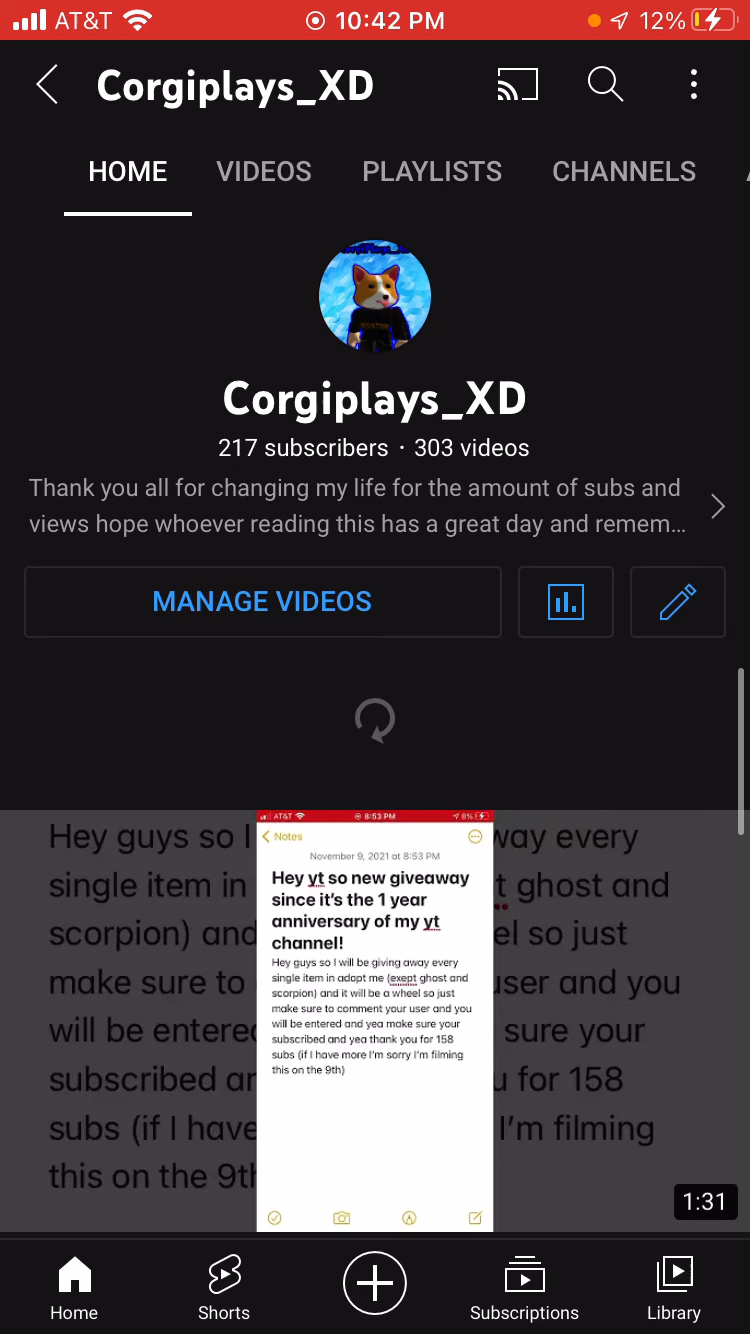 AT&T 10:42 PM 12%
Corgiplays_XD
HOME VIDEOS PLAYLISTS CHANNELS
Corgiplays_XD
217 subscribers · 303 videos
Thank you all for changing my life for the amount of subs and
views hope whoever reading this has a great day and remem...
MANAGE VIDEOS
AT&T 8:53 PM 8%
Notes
November 9, 2021 at 8:53 PM
Hey yt so new giveaway
since it's the 1 year
anniversary of my yt
channel!
Hey guys so I will be giving away every
single item in adopt me (exept ghost and
scorpion) and it will be a wheel so just
make sure to comment your user and you
will be entered and yea make sure your
subscribed and yea thank you for 158
subs (if I have more I'm sorry I'm filming
this on the 9th)
Hey guys so I way every
single item in t ghost and
scorpion) and el so just
make sure to user and you
will be entered sure your
subscribed ar u for 158
subs (if I have I'm filming
this on the 9th
1:31
Home Shorts Subscriptions Library